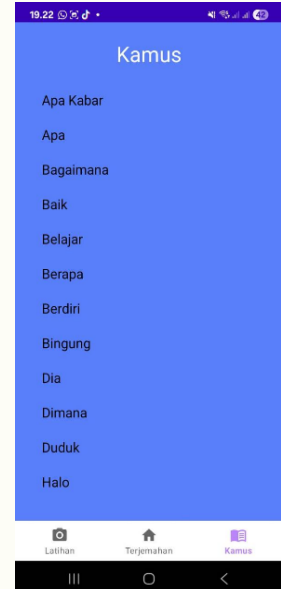 19.22 42
Kamus
Apa Kabar
Apa
Bagaimana
Baik
Belajar
Berapa
Berdiri
Bingung
Dia
Dimana
Duduk
Halo
Latihan Terjemahan Kamus